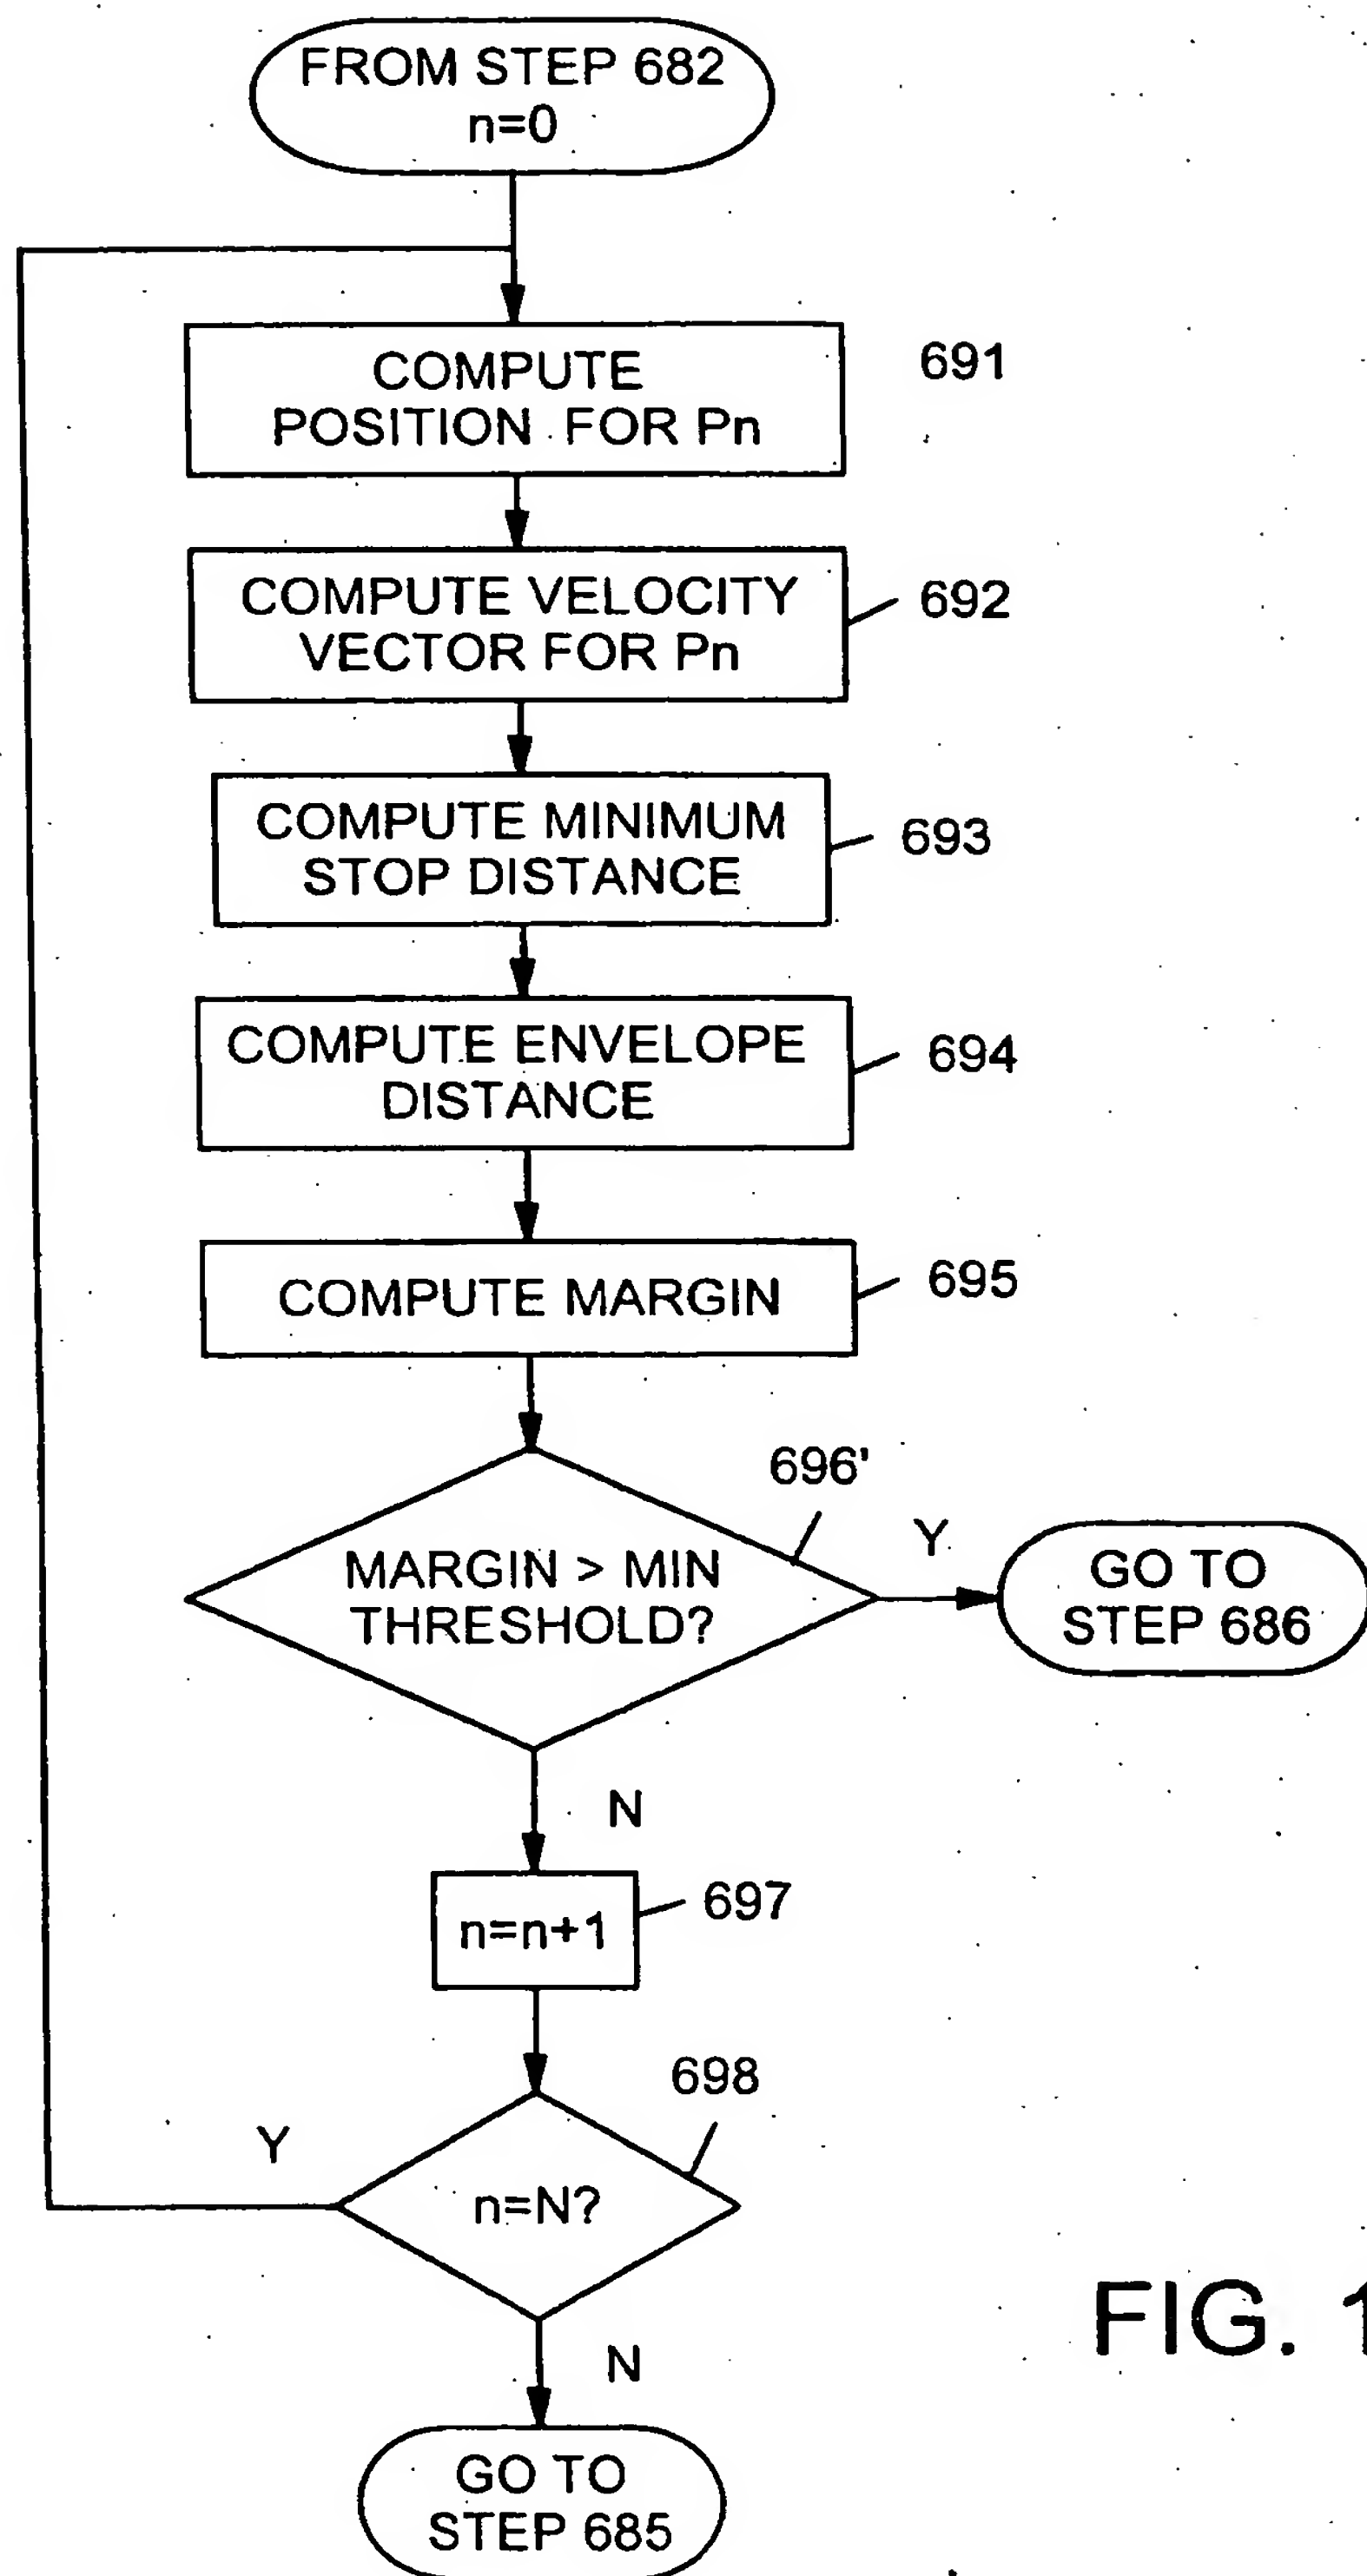 FROM STEP 682
n=0
COMPUTE
POSITION FOR Pn
691
COMPUTE VELOCITY
VECTOR FOR Pn
692
COMPUTE MINIMUM
STOP DISTANCE
693
COMPUTE ENVELOPE
DISTANCE
694
COMPUTE MARGIN
695
696'
MARGIN > MIN
THRESHOLD?
Y
GO TO
STEP 686
N
n=n+1
697
698
Y
n=N?
N
FIG. 1
GO TO
STEP 685